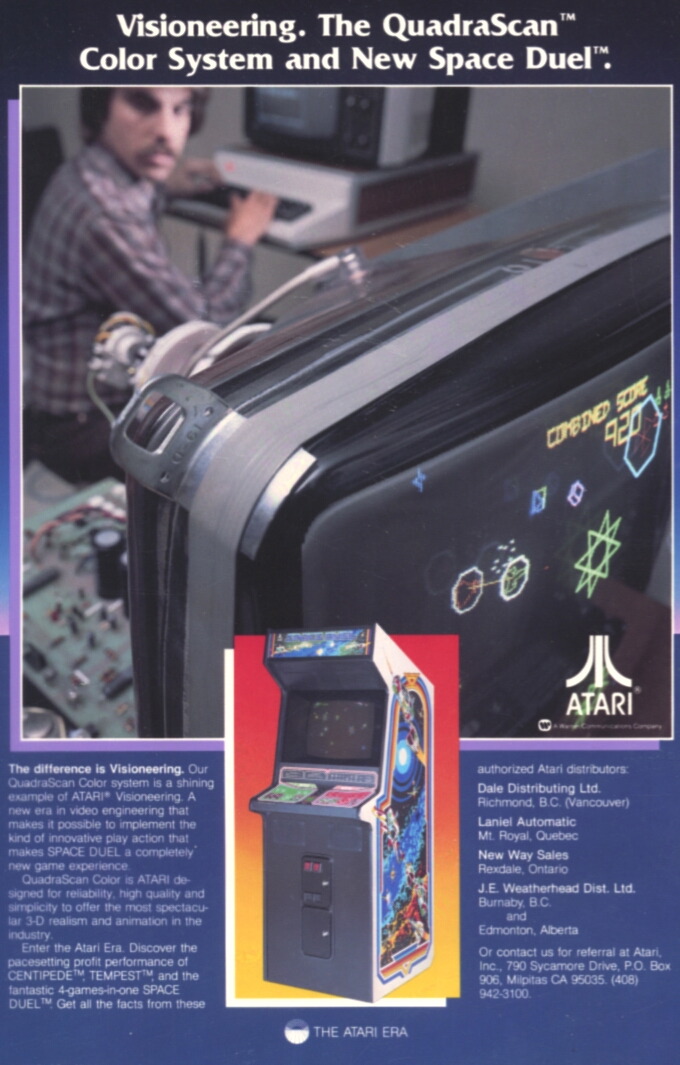 Visioneering. The QuadraScan™
Color System and New Space Duel™.
COMBINED SCORE
920
ATARI®
A Warner Communications Company
The difference is Visioneering. Our
QuadraScan Color system is a shining
example of ATARI® Visioneering. A
new era in video engineering that
makes it possible to implement the
kind of innovative play action that
makes SPACE DUEL a completely
new game experience.
QuadraScan Color is ATARI de-
signed for reliability, high quality and
simplicity to offer the most spectacu-
lar 3-D realism and animation in the
industry.
Enter the Atari Era. Discover the
pacesetting profit performance of
CENTIPEDE™, TEMPEST™, and the
fantastic 4-games-in-one SPACE
DUEL™. Get all the facts from these
authorized Atari distributors:
Dale Distributing Ltd.
Richmond, B.C. (Vancouver)
Laniel Automatic
Mt. Royal, Quebec
New Way Sales
Rexdale, Ontario
J.E. Weatherhead Dist. Ltd.
Burnaby, B.C.
and
Edmonton, Alberta
Or contact us for referral at Atari,
Inc., 790 Sycamore Drive, P.O. Box
906, Milpitas CA 95035. (408)
942-3100.
THE ATARI ERA